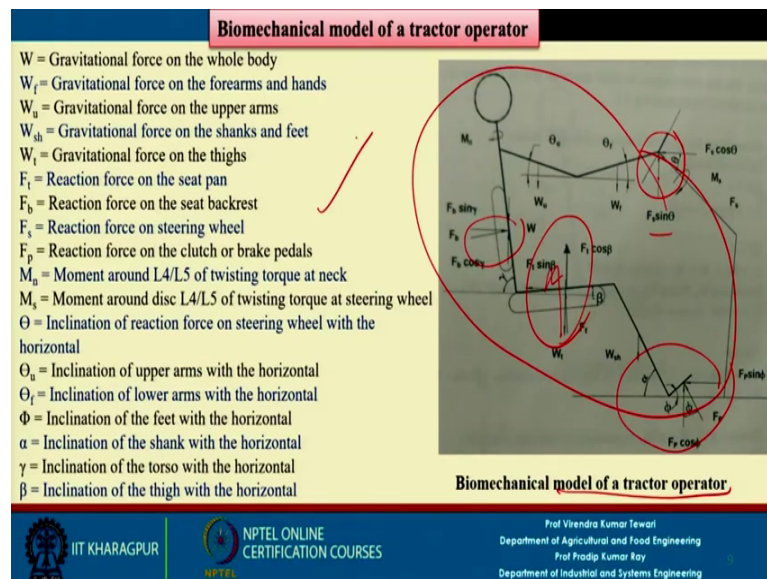 Biomechanical model of a tractor operator
W = Gravitational force on the whole body
Wf = Gravitational force on the forearms and hands
Wu = Gravitational force on the upper arms
Wsh = Gravitational force on the shanks and feet
Wt = Gravitational force on the thighs
Ft = Reaction force on the seat pan
Fb = Reaction force on the seat backrest
Fs = Reaction force on steering wheel
Fp = Reaction force on the clutch or brake pedals
Mn = Moment around L4/L5 of twisting torque at neck
Ms = Moment around disc L4/L5 of twisting torque at steering wheel
Θ = Inclination of reaction force on steering wheel with the
horizontal
Θu = Inclination of upper arms with the horizontal
Θf = Inclination of lower arms with the horizontal
Φ = Inclination of the feet with the horizontal
α = Inclination of the shank with the horizontal
γ = Inclination of the torso with the horizontal
β = Inclination of the thigh with the horizontal
Mn
θu
θf
θ
Fs cosθ
Ms
Wu
Wf
Fs
Fssinθ
Fb sinγ
Fb
W
Fb cosγ
Ft cosβ
Ft sinβ
γ
β
Ft
Wt
Wsh
α
ϕ
ϕ
Fpsinϕ
Fp
Fp cosϕ
Biomechanical model of a tractor operator
IIT KHARAGPUR
NPTEL
NPTEL ONLINE
CERTIFICATION COURSES
Prof Virendra Kumar Tewari
Department of Agricultural and Food Engineering
Prof Pradip Kumar Ray
Department of Industrial and Systems Engineering
9